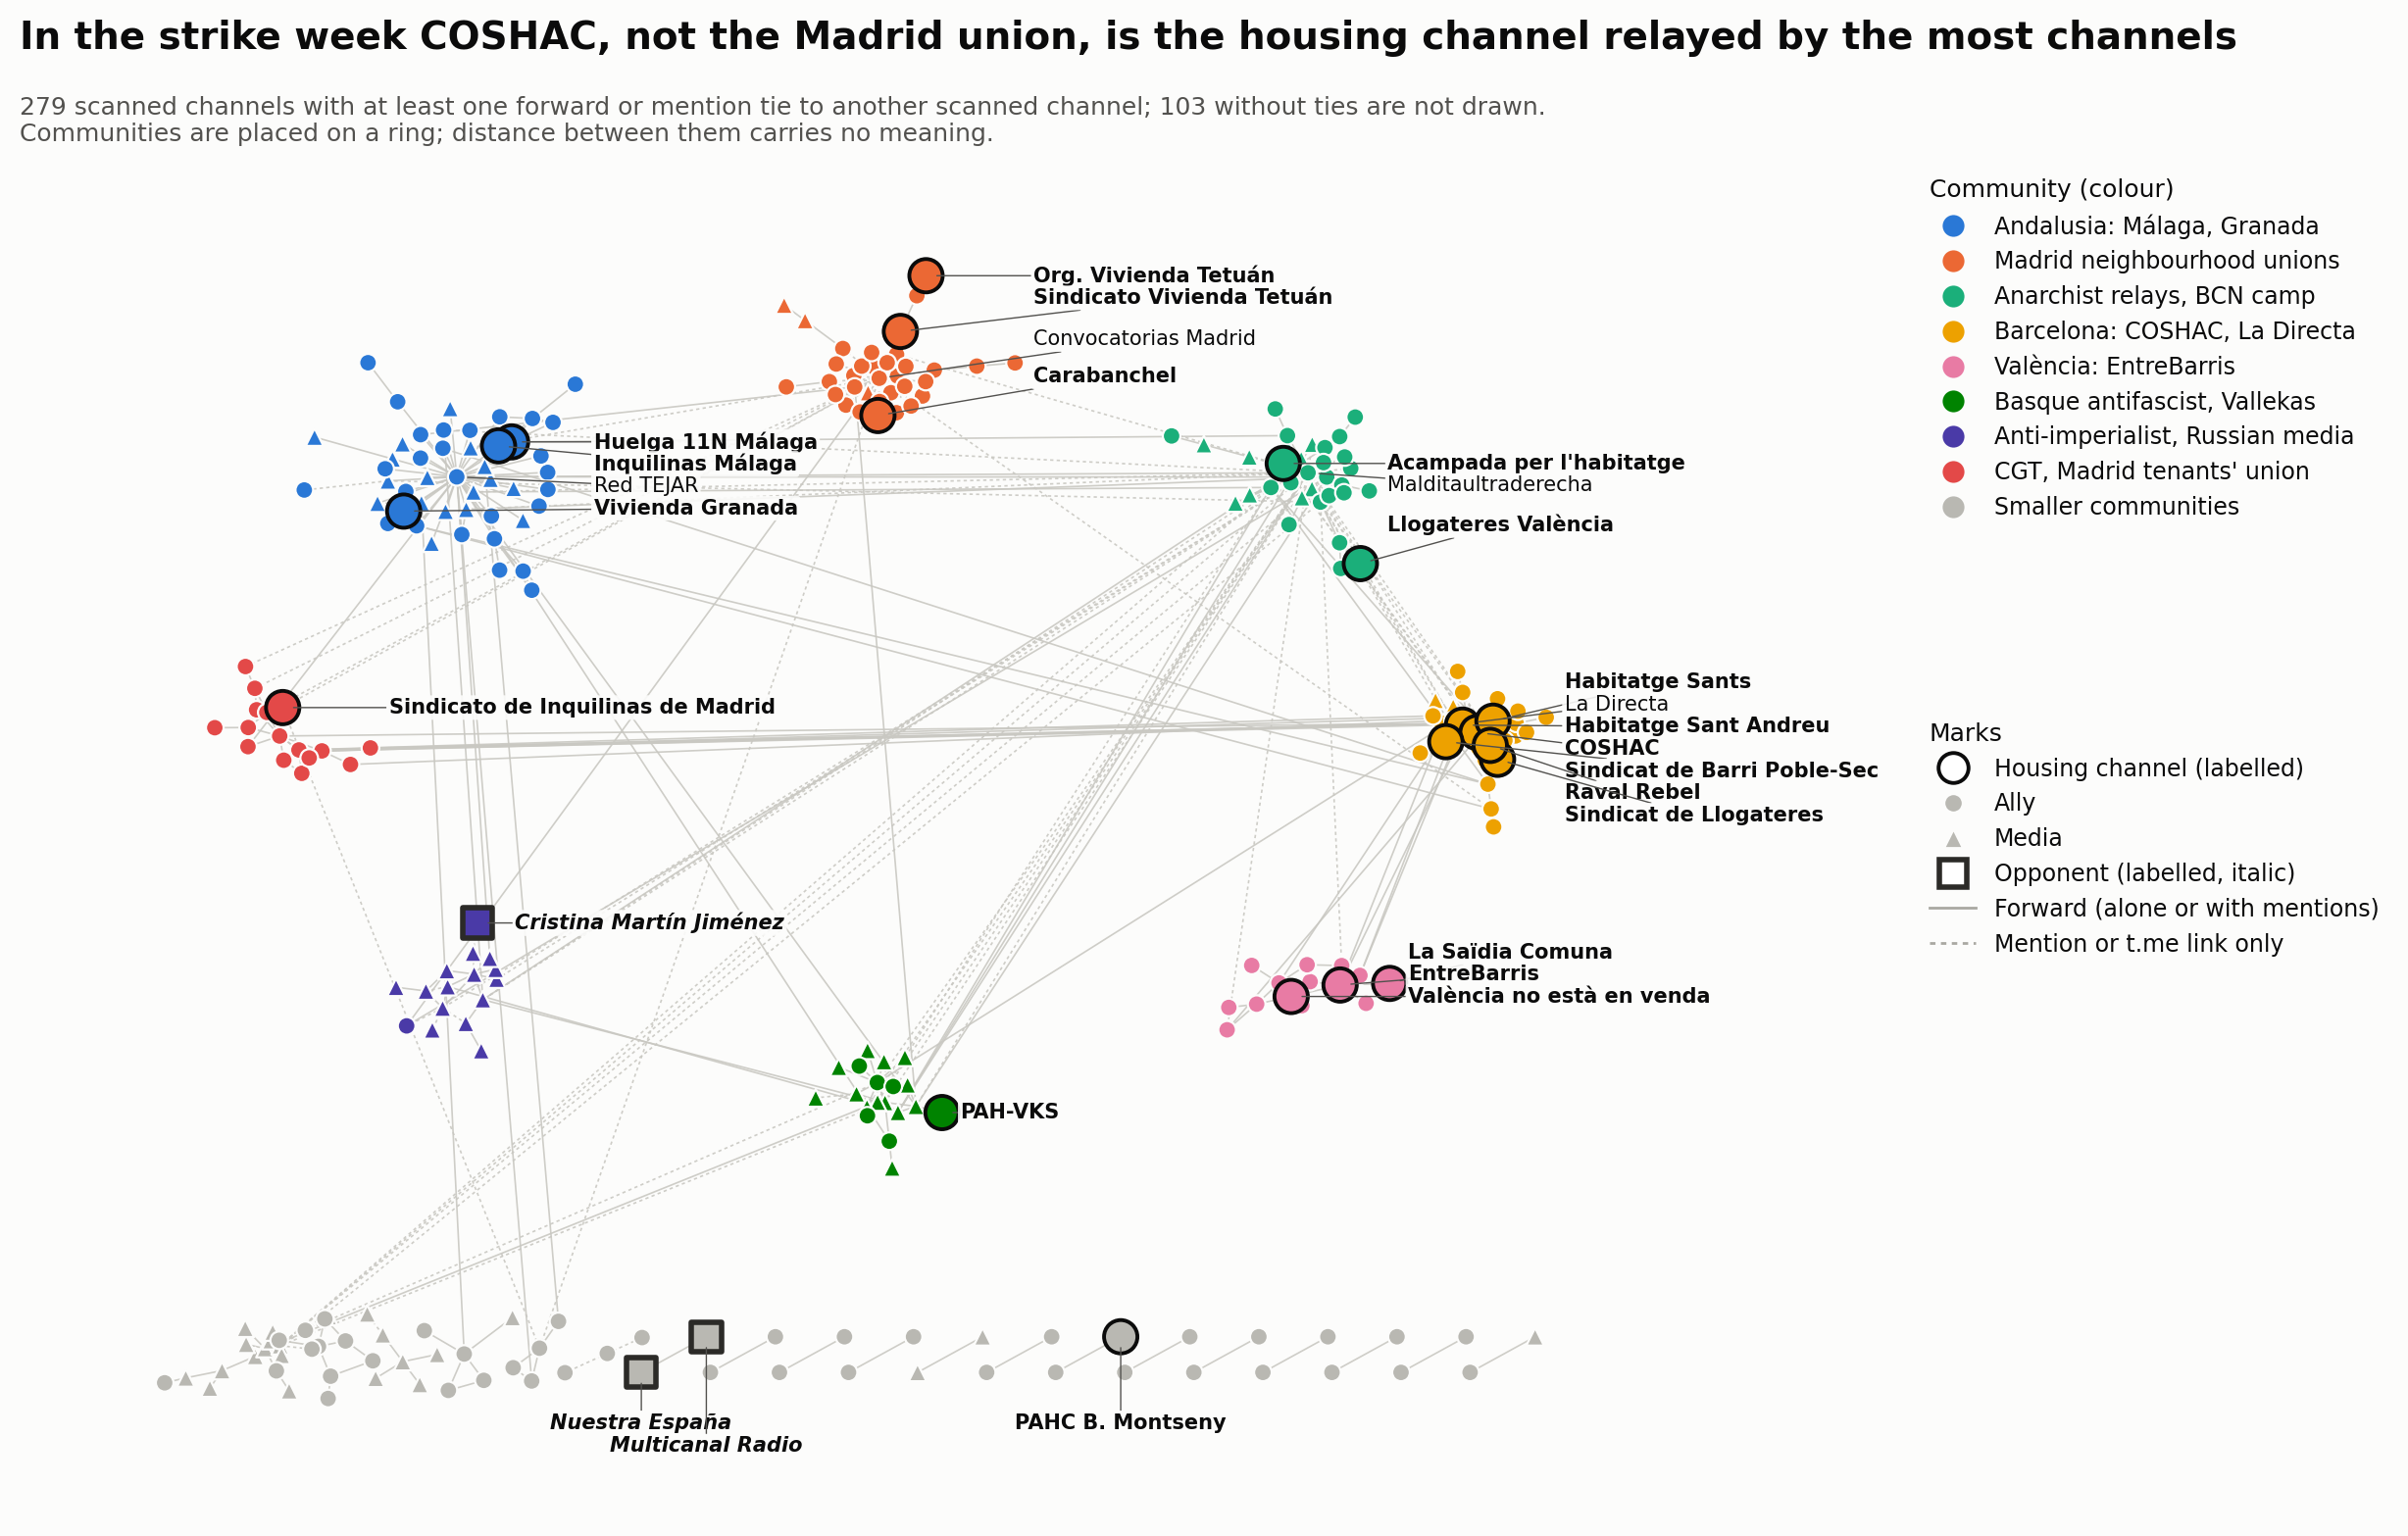 In the strike week COSHAC, not the Madrid union, is the housing channel relayed by the most channels
279 scanned channels with at least one forward or mention tie to another scanned channel; 103 without ties are not drawn.
Communities are placed on a ring; distance between them carries no meaning.
Community (colour)
Andalusia: Málaga, Granada
Madrid neighbourhood unions
Anarchist relays, BCN camp
Barcelona: COSHAC, La Directa
València: EntreBarris
Basque antifascist, Vallekas
Anti-imperialist, Russian media
CGT, Madrid tenants' union
Smaller communities
Org. Vivienda Tetuán
Sindicato Vivienda Tetuán
Convocatorias Madrid
Carabanchel
Huelga 11N Málaga
Inquilinas Málaga
Red TEJAR
Vivienda Granada
Acampada per l'habitatge
Malditaultraderecha
Llogateres València
Sindicato de Inquilinas de Madrid
Habitatge Sants
La Directa
Habitatge Sant Andreu
COSHAC
Sindicat de Barri Poble-Sec
Raval Rebel
Sindicat de Llogateres
Marks
Housing channel (labelled)
Ally
Media
Opponent (labelled, italic)
Forward (alone or with mentions)
Mention or t.me link only
Cristina Martín Jiménez
La Saïdia Comuna
EntreBarris
València no està en venda
PAH-VKS
Nuestra España
Multicanal Radio
PAHC B. Montseny